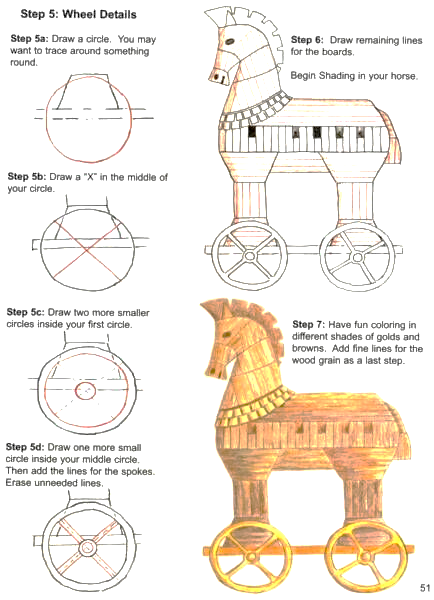 Step 5: Wheel Details
Step 5a: Draw a circle. You may
want to trace around something
round.
Step 5b: Draw a "X" in the middle of
your circle.
Step 5c: Draw two more smaller
circles inside your first circle.
Step 5d: Draw one more small
circle inside your middle circle.
Then add the lines for the spokes.
Erase unneeded lines.
Step 6: Draw remaining lines
for the boards.
Begin Shading in your horse.
Step 7: Have fun coloring in
different shades of golds and
browns. Add fine lines for the
wood grain as a last step.
51